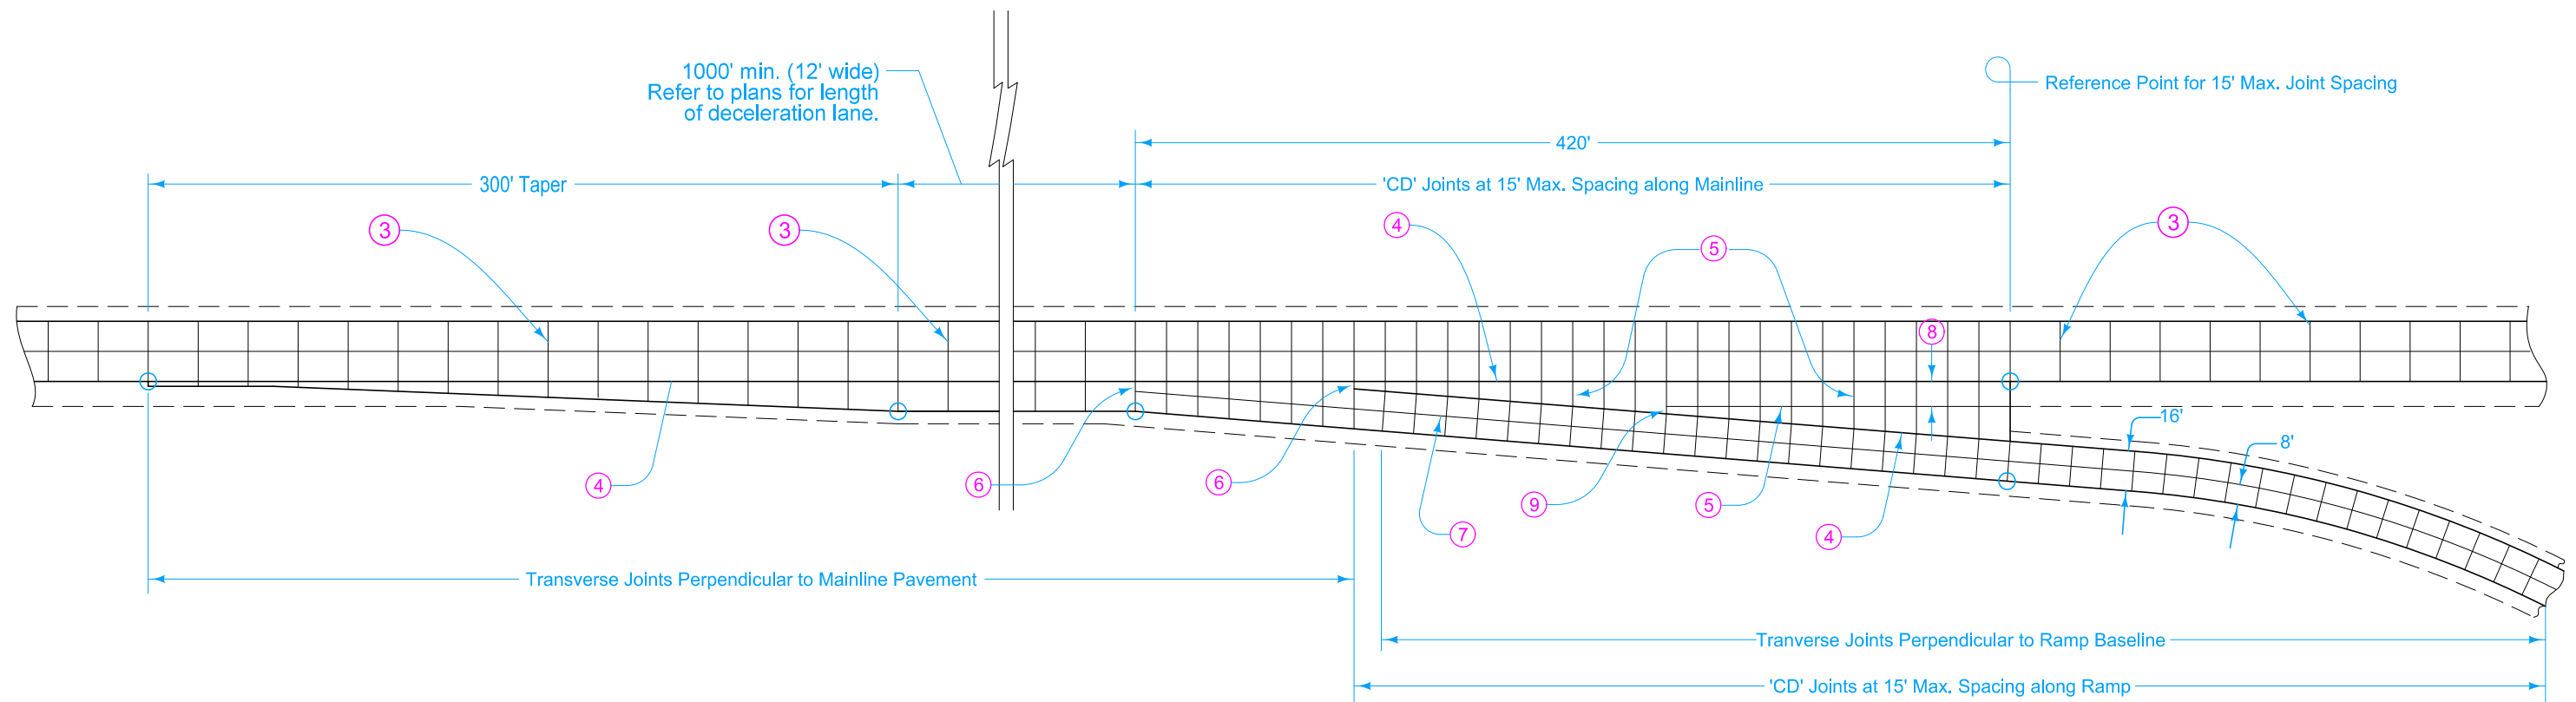 1000' min. (12' wide)
Refer to plans for length
of deceleration lane.
Reference Point for 15' Max. Joint Spacing
420'
300' Taper
'CD' Joints at 15' Max. Spacing along Mainline
3
3
4
5
3
8
16'
8'
4
6
6
9
5
7
4
Transverse Joints Perpendicular to Mainline Pavement
Tranverse Joints Perpendicular to Ramp Baseline
'CD' Joints at 15' Max. Spacing along Ramp